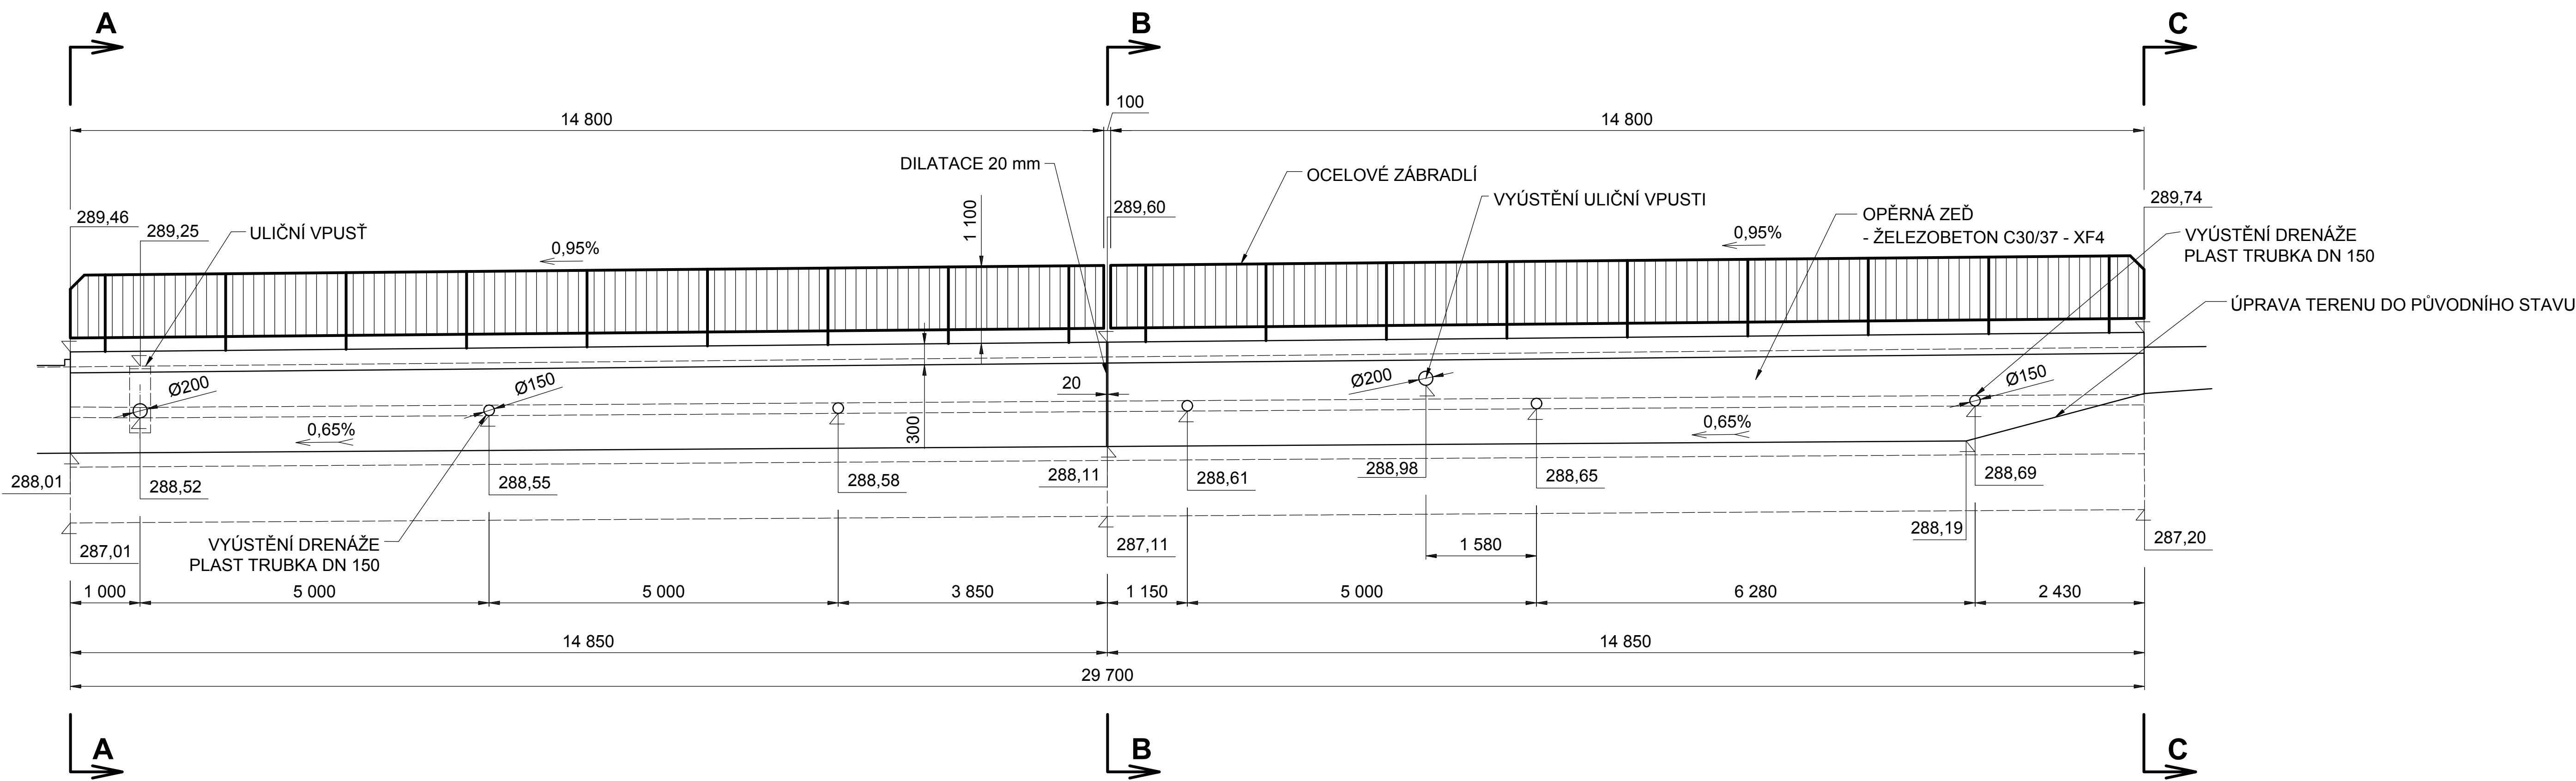 A
B
C
100
14 800
14 800
DILATACE 20 mm
OCELOVÉ ZÁBRADLÍ
VYÚSTĚNÍ ULIČNÍ VPUSTI
289,46
289,25
ULIČNÍ VPUSŤ
0,95%
1 100
289,60
OPĚRNÁ ZEĎ
- ŽELEZOBETON C30/37 - XF4
0,95%
289,74
VYÚSTĚNÍ DRENÁŽE
PLAST TRUBKA DN 150
ÚPRAVA TERENU DO PŮVODNÍHO STAVU
Ø200
Ø150
20
Ø200
Ø150
0,65%
300
0,65%
288,01
288,52
288,55
288,58
288,11
288,61
288,98
288,65
288,69
288,19
287,01
VYÚSTĚNÍ DRENÁŽE
PLAST TRUBKA DN 150
287,11
1 580
287,20
1 000
5 000
5 000
3 850
1 150
5 000
6 280
2 430
14 850
14 850
29 700
A
B
C